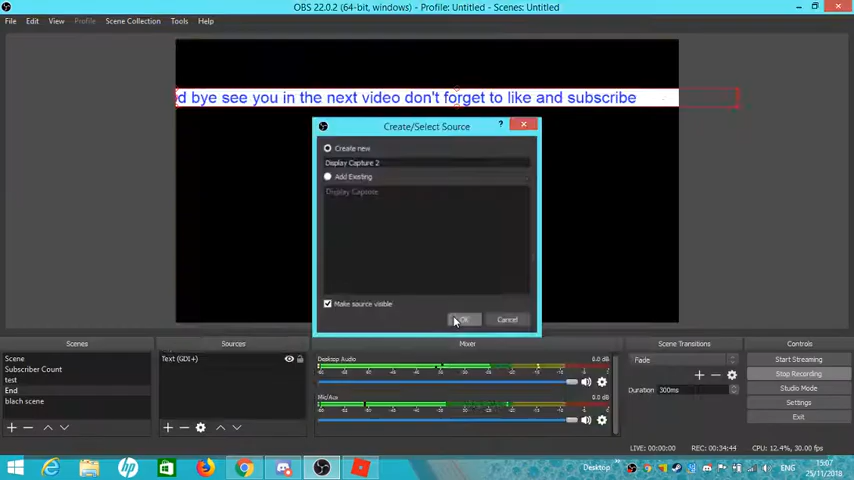 OBS 22.0.2 (64-bit, windows) - Profile: Untitled - Scenes: Untitled
File Edit View Profile Scene Collection Tools Help
d bye see you in the next video don't forget to like and subscribe
Create/Select Source
Create new
Display Capture 2
Add Existing
Display Capture
Make source visible
OK Cancel
Scenes Sources Mixer Scene Transitions Controls
Scene
Subscriber Count
test
End
blach scene
Text (GDI+)
Desktop Audio 0.0 dB
Mic/Aux 0.0 dB
Fade
Duration 300ms
Start Streaming
Stop Recording
Studio Mode
Settings
Exit
LIVE: 00:00:00 REC: 00:34:44 CPU: 12.4%, 30.00 fps
Desktop ENG 15:07
25/11/2018